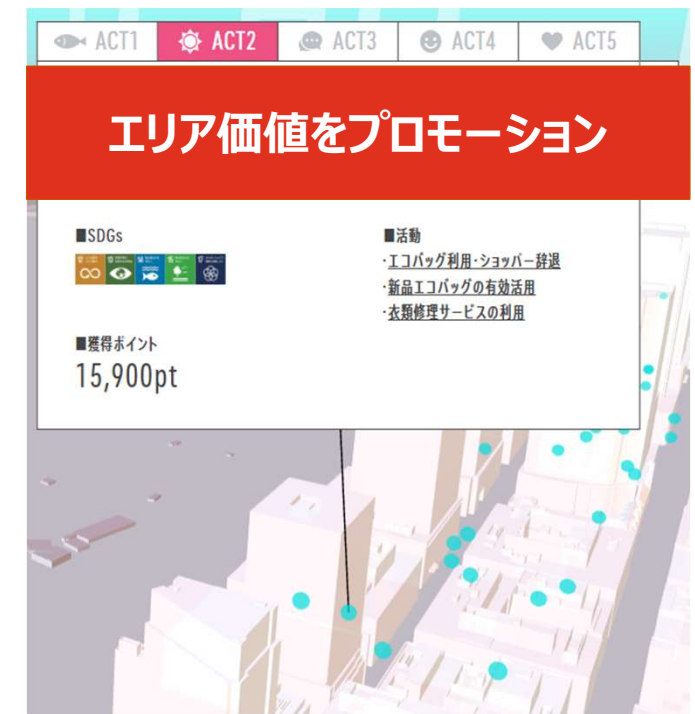 ACT1
ACT2
ACT3
ACT4
ACT5
エリア価値をプロモーション
■SDGs
■獲得ポイント
15,900pt
■活動
・エコバッグ利用・ショッパー辞退
・新品エコバッグの有効活用
・衣類修理サービスの利用